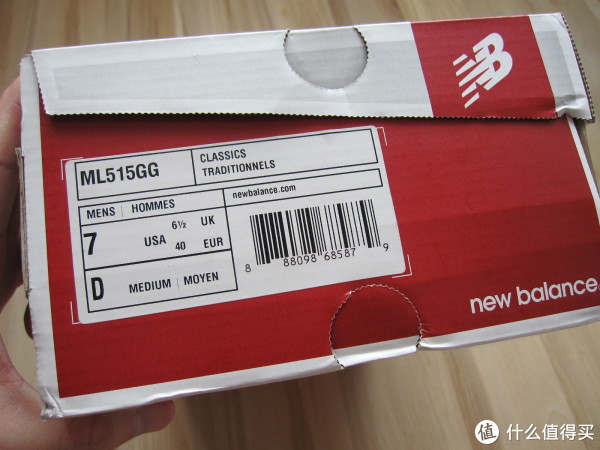 ML515GG
CLASSICS
TRADITIONNELS
MENS | HOMMES
newbalance.com
7 USA
6½ UK
40 EUR
D MEDIUM | MOYEN
8 88098 68587 9
new balance
值 什么值得买